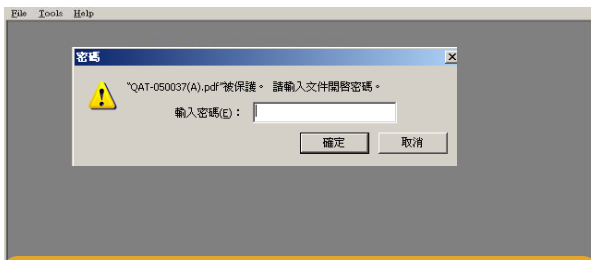 File Tools Help
密碼
"QAT-050037(A).pdf"被保護。 請輸入文件開啓密碼。
輸入密碼(E)：
確定 取消